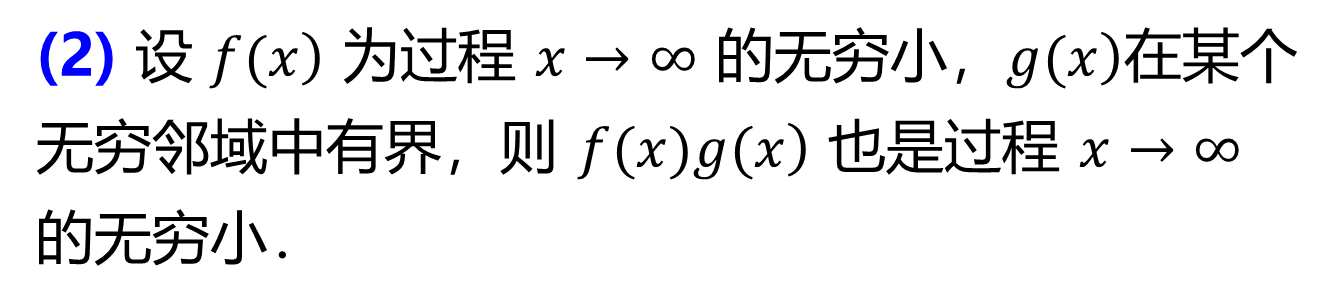 (2) 设 f(x) 为过程 x → ∞ 的无穷小，g(x)在某个
无穷邻域中有界，则 f(x)g(x) 也是过程 x → ∞
的无穷小.